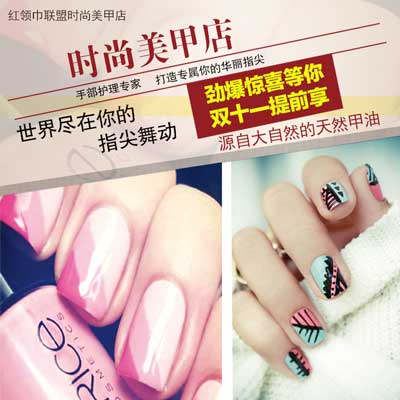 红领巾联盟时尚美甲店
时尚美甲店
手部护理专家 打造专属你的华丽指尖
劲爆惊喜等你
双十一提前享
世界尽在你的
指尖舞动
源自大自然的天然甲油
RICE
SMETICS